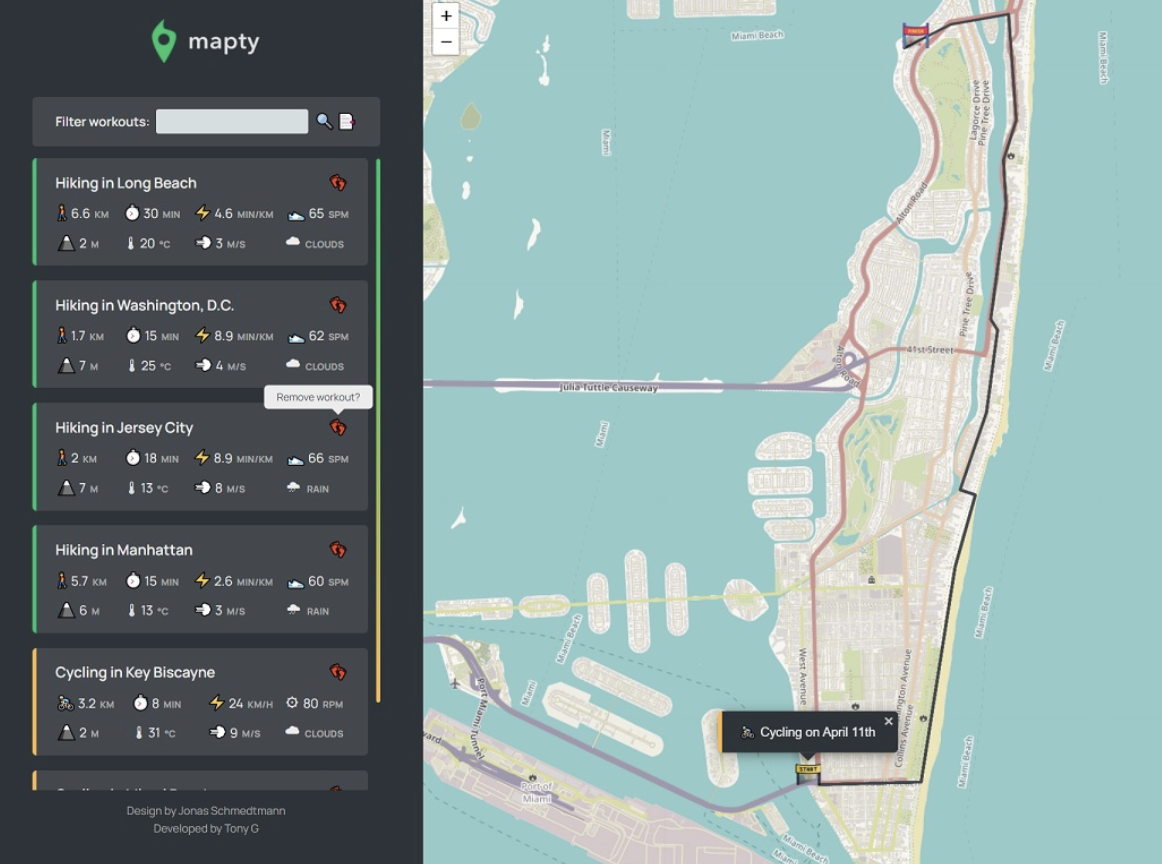 mapty
Filter workouts:
Hiking in Long Beach
6.6 KM 30 MIN 4.6 MIN/KM 65 SPM
2 M 20 °C 3 M/S CLOUDS
Hiking in Washington, D.C.
1.7 KM 15 MIN 8.9 MIN/KM 62 SPM
7 M 25 °C 4 M/S CLOUDS
Remove workout?
Hiking in Jersey City
2 KM 18 MIN 8.9 MIN/KM 66 SPM
7 M 13 °C 8 M/S RAIN
Hiking in Manhattan
5.7 KM 15 MIN 2.6 MIN/KM 60 SPM
6 M 13 °C 3 M/S RAIN
Cycling in Key Biscayne
3.2 KM 8 MIN 24 KM/H 80 RPM
2 M 31 °C 9 M/S CLOUDS
Design by Jonas Schmedtmann
Developed by Tony G
+
−
Miami Beach
FINISH
Miami Beach
Lagorce Drive
Pine Tree Drive
Miami
Alton Road
Pine Tree Drive
Miami Beach
41st Street
Alton Road
Julia Tuttle Causeway
Miami
Miami Beach
Miami Beach
West Avenue
Washington Avenue
Collins Avenue
Miami
Port Miami Tunnel
Cycling on April 11th
×
START
Miami Beach
Port of
Miami
Miami Beach